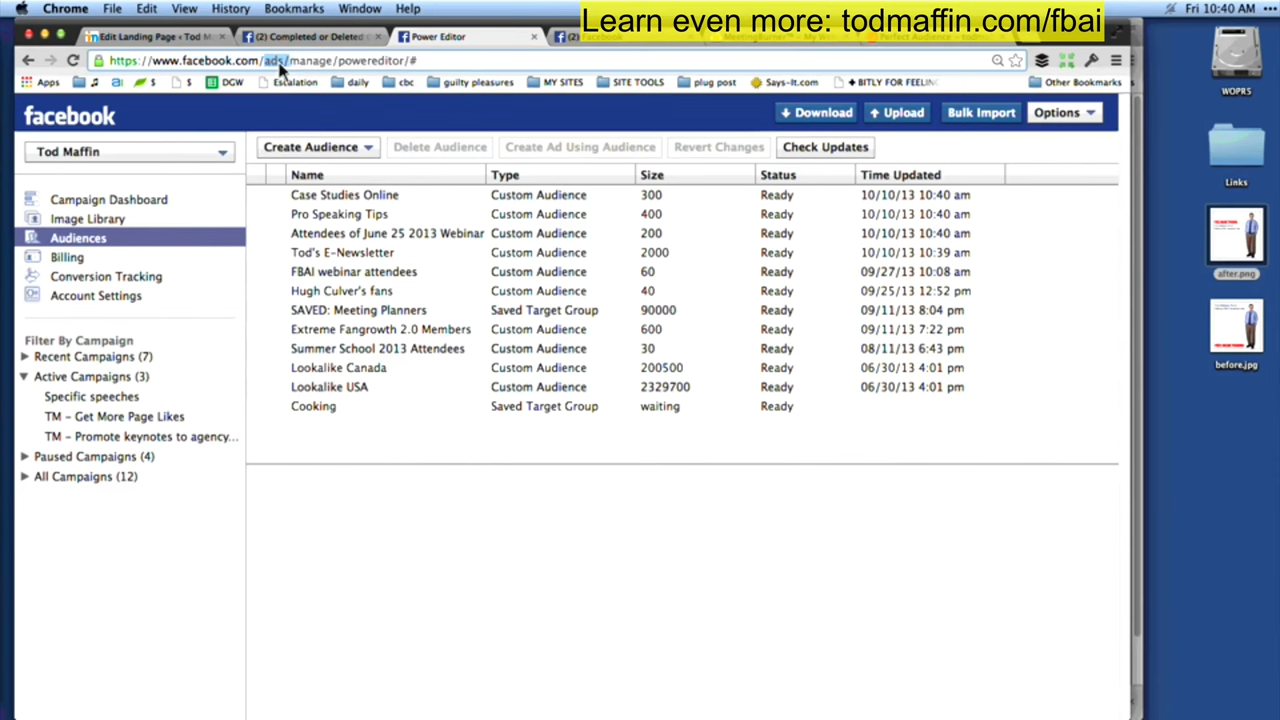 Chrome File Edit View History Bookmarks Window Help
Fri 10:40 AM
Learn even more: todmaffin.com/fbai
Edit Landing Page ‹ Tod M
(2) Completed or Deleted
Power Editor
https://www.facebook.com/ads/manage/powereditor/#
Apps
$
$
DGW
Escalation
daily
cbc
guilty pleasures
MY SITES
SITE TOOLS
plug post
Says-It.com
BITLY FOR FEELIN
Other Bookmarks
WOPR5
Links
after.png
before.jpg
facebook
Download
Upload
Bulk Import
Options
Tod Maffin
Create Audience
Delete Audience
Create Ad Using Audience
Revert Changes
Check Updates
Campaign Dashboard
Image Library
Audiences
Billing
Conversion Tracking
Account Settings
Filter By Campaign
Recent Campaigns (7)
Active Campaigns (3)
Specific speeches
TM - Get More Page Likes
TM - Promote keynotes to agency...
Paused Campaigns (4)
All Campaigns (12)
Name Type Size Status Time Updated
Case Studies Online Custom Audience 300 Ready 10/10/13 10:40 am
Pro Speaking Tips Custom Audience 400 Ready 10/10/13 10:40 am
Attendees of June 25 2013 Webinar Custom Audience 200 Ready 10/10/13 10:40 am
Tod's E-Newsletter Custom Audience 2000 Ready 10/10/13 10:39 am
FBAI webinar attendees Custom Audience 60 Ready 09/27/13 10:08 am
Hugh Culver's fans Custom Audience 40 Ready 09/25/13 12:52 pm
SAVED: Meeting Planners Saved Target Group 90000 Ready 09/11/13 8:04 pm
Extreme Fangrowth 2.0 Members Custom Audience 600 Ready 09/11/13 7:22 pm
Summer School 2013 Attendees Custom Audience 30 Ready 08/11/13 6:43 pm
Lookalike Canada Custom Audience 200500 Ready 06/30/13 4:01 pm
Lookalike USA Custom Audience 2329700 Ready 06/30/13 4:01 pm
Cooking Saved Target Group waiting Ready